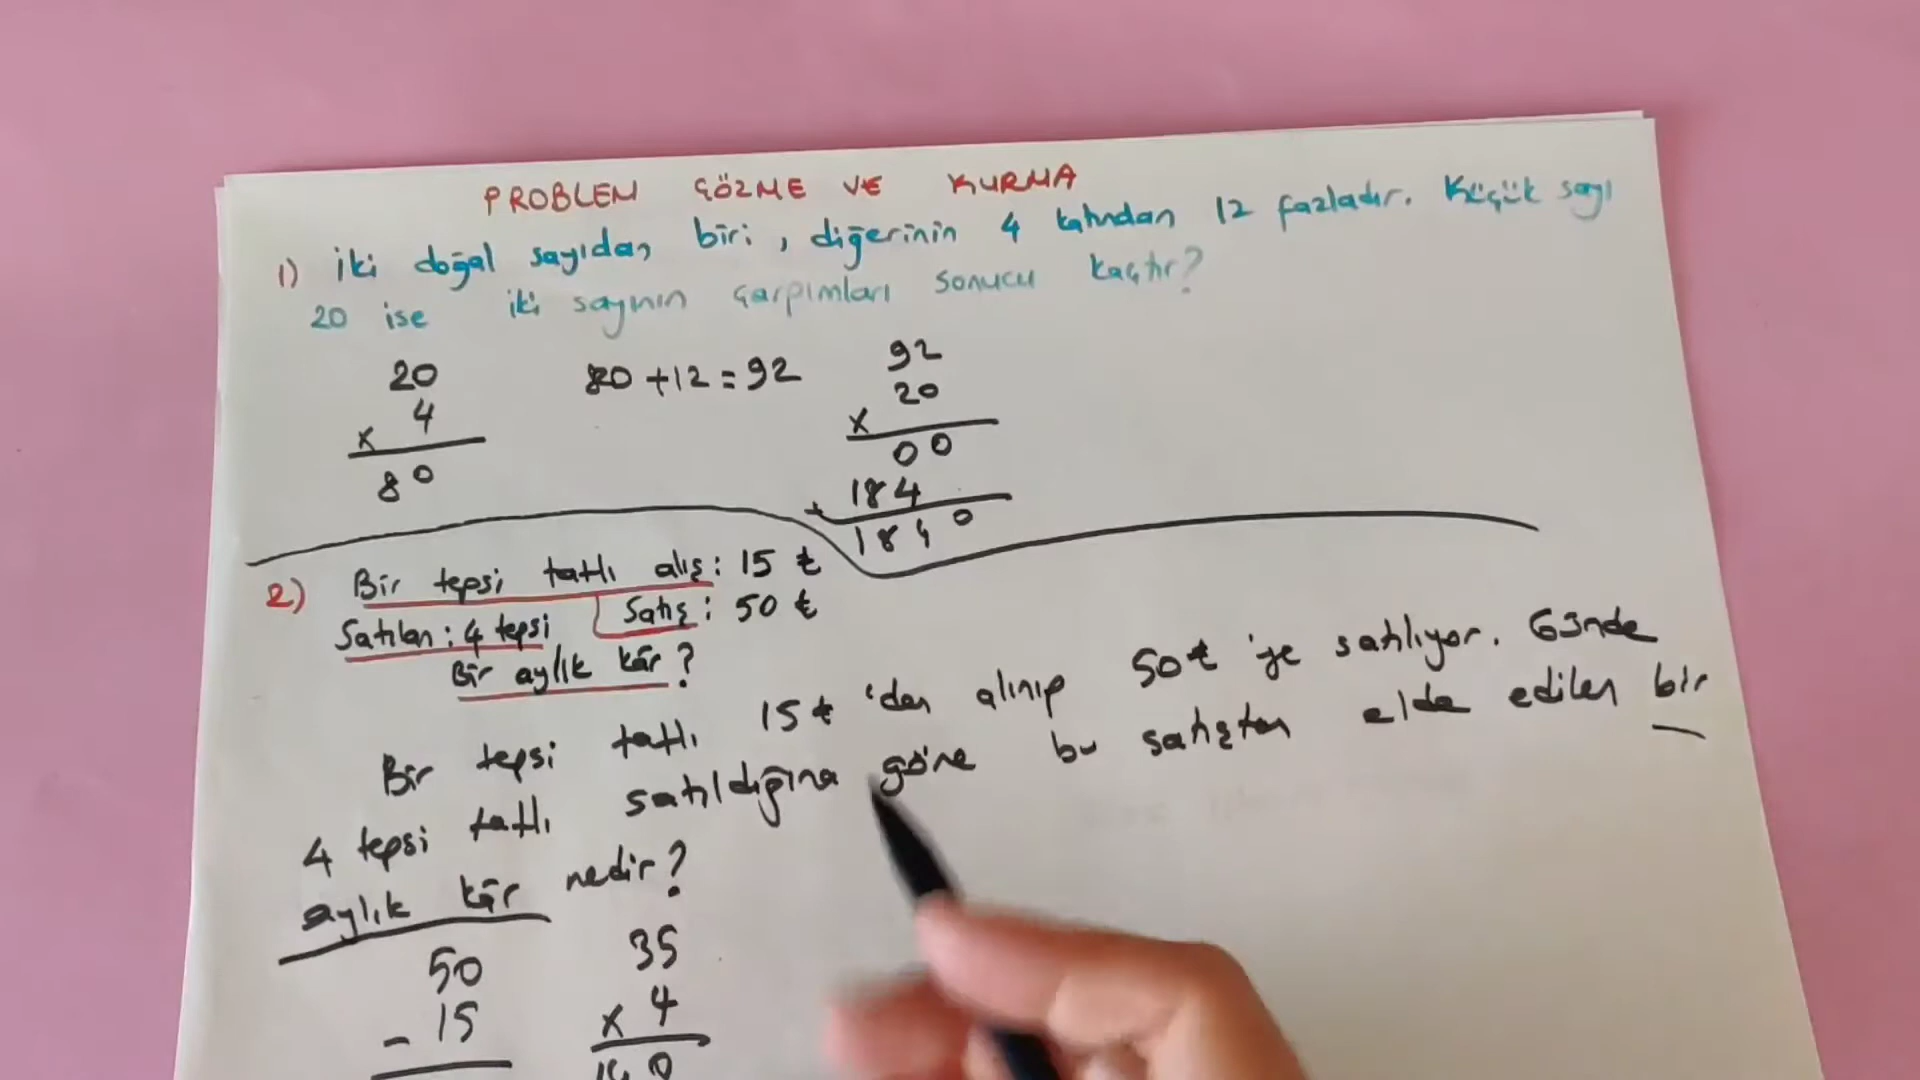 PROBLEM ÇÖZME VE KURMA
1) İki doğal sayıdan biri, diğerinin 4 katından 12 fazladır. Küçük sayı
20 ise iki sayının çarpımları sonucu kaçtır?
20
x 4
80
80 + 12 = 92
92
x 20
00
+ 184
1840
2) Bir tepsi tatlı alış: 15 ₺
Satılan: 4 tepsi Satış: 50 ₺
Bir aylık kâr?
Bir tepsi tatlı 15 ₺ 'den alınıp 50 ₺ 'ye satılıyor. Günde
4 tepsi tatlı satıldığına göre bu satıştan elde edilen bir
aylık kâr nedir?
50
- 15
35
x 4
140